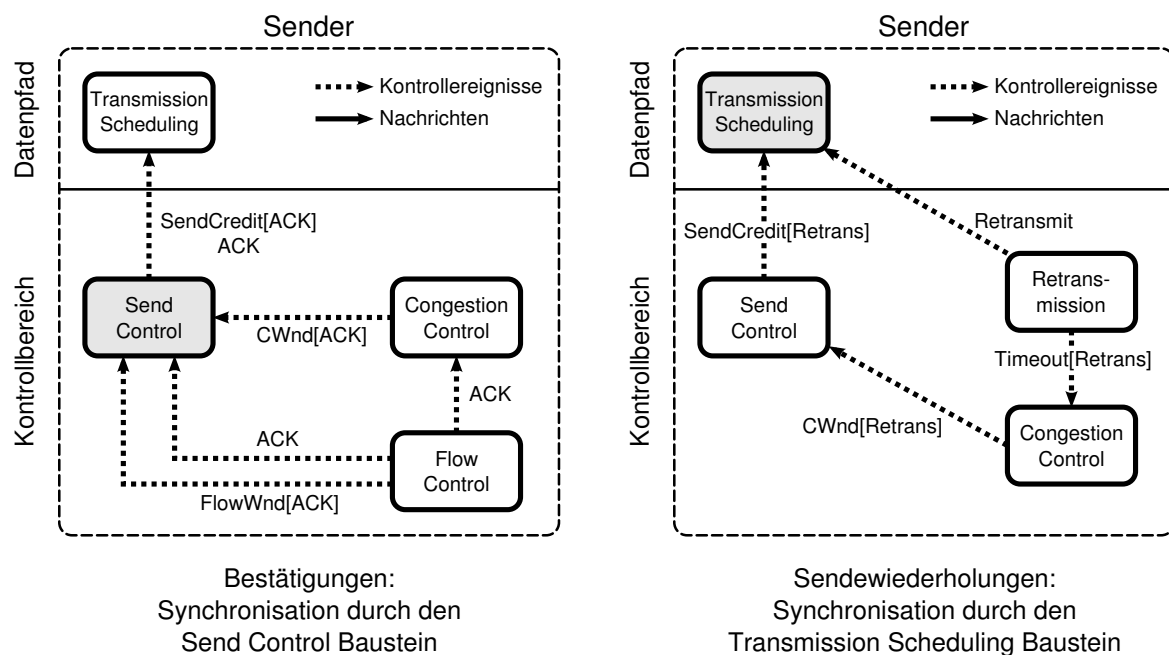 Sender
Datenpfad
Transmission
Scheduling
Kontrollereignisse
Nachrichten
SendCredit[ACK]
ACK
Kontrollbereich
Send
Control
Congestion
Control
CWnd[ACK]
ACK
ACK
Flow
Control
FlowWnd[ACK]
Bestätigungen:
Synchronisation durch den
Send Control Baustein
Sender
Datenpfad
Transmission
Scheduling
Kontrollereignisse
Nachrichten
SendCredit[Retrans]
Retransmit
Kontrollbereich
Send
Control
Retrans-
mission
Timeout[Retrans]
CWnd[Retrans]
Congestion
Control
Sendewiederholungen:
Synchronisation durch den
Transmission Scheduling Baustein